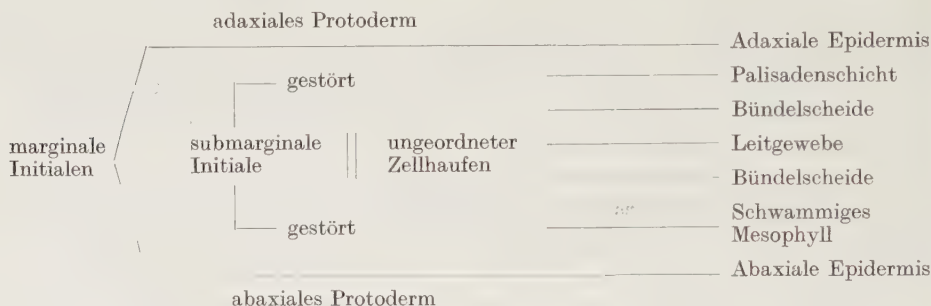 adaxiales Protoderm
Adaxiale Epidermis
gestört
Palisadenschicht
Bündelscheide
marginale
Initialen
submarginale
Initiale
ungeordneter
Zellhaufen
Leitgewebe
Bündelscheide
gestört
Schwammiges
Mesophyll
Abaxiale Epidermis
abaxiales Protoderm